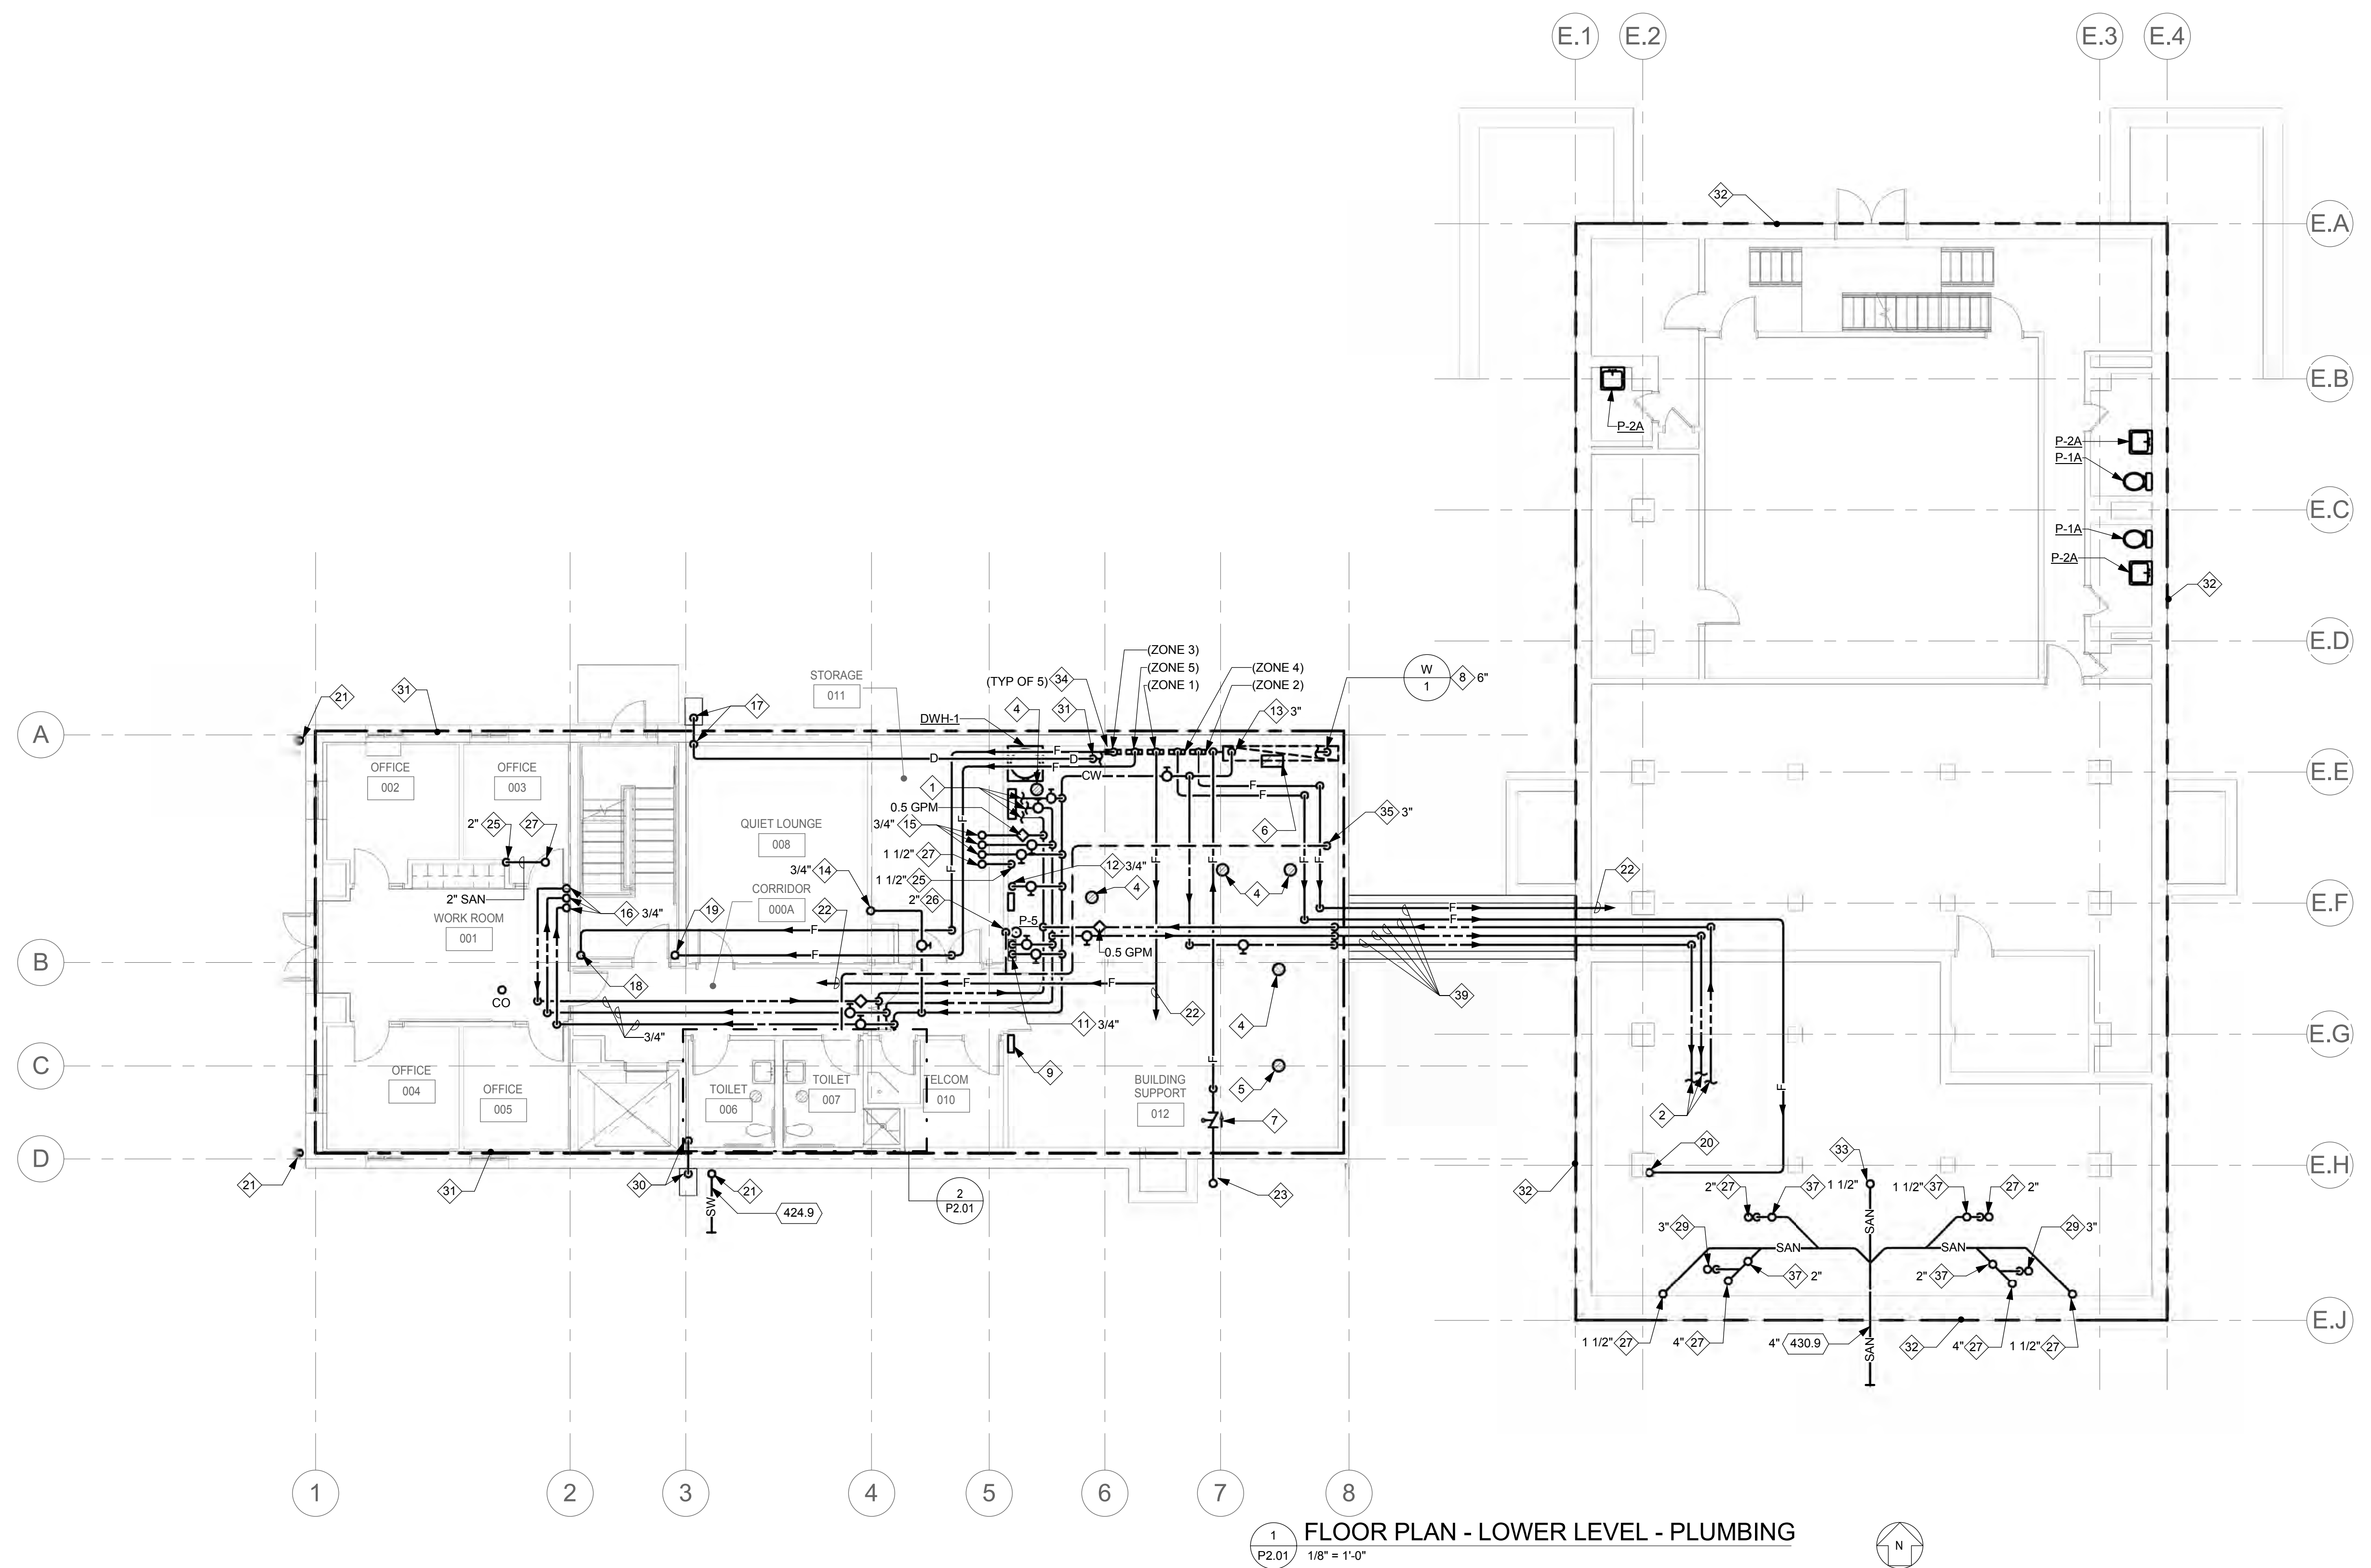 E.1
E.2
E.3
E.4
32
E.A
E.B
P-2A
P-2A
P-1A
E.C
P-1A
P-2A
32
E.D
(ZONE 3)
(ZONE 5)
(ZONE 1)
(ZONE 4)
(ZONE 2)
(TYP OF 5) 34
W
1
8 6"
STORAGE
011
21
31
17
DWH-1
4
31
13 3"
A
E.E
OFFICE
002
OFFICE
003
F
D
D
F
CW
1
F
F
6
0.5 GPM
35 3"
QUIET LOUNGE
008
3/4" 15
2" 25
27
1 1/2" 27
12 3/4"
1 1/2" 25
3/4" 14
F
F
F
F
F
22
4
4
CORRIDOR
000A
2" SAN
16 3/4"
19
22
2" 26
P-5
F
F
E.F
WORK ROOM
001
F
F
0.5 GPM
B
18
F
F
39
CO
22
4
3/4"
11 3/4"
E.G
9
C
F
F
OFFICE
004
OFFICE
005
TOILET
006
TOILET
007
TELCOM
010
BUILDING
SUPPORT
012
5
2
7
20
33
D
E.H
21
31
30
21
SW
424.9
2
P2.01
23
32
2" 27
37
1 1/2"
1 1/2" 37
27 2"
SAN
3" 29
29 3"
SAN
SAN
37 2"
2" 37
E.J
1 1/2" 27
4" 27
4" 430.9
SAN
32
4" 27
1 1/2" 27
1
2
3
4
5
6
7
8
1
P2.01
FLOOR PLAN - LOWER LEVEL - PLUMBING
1/8" = 1'-0"
N